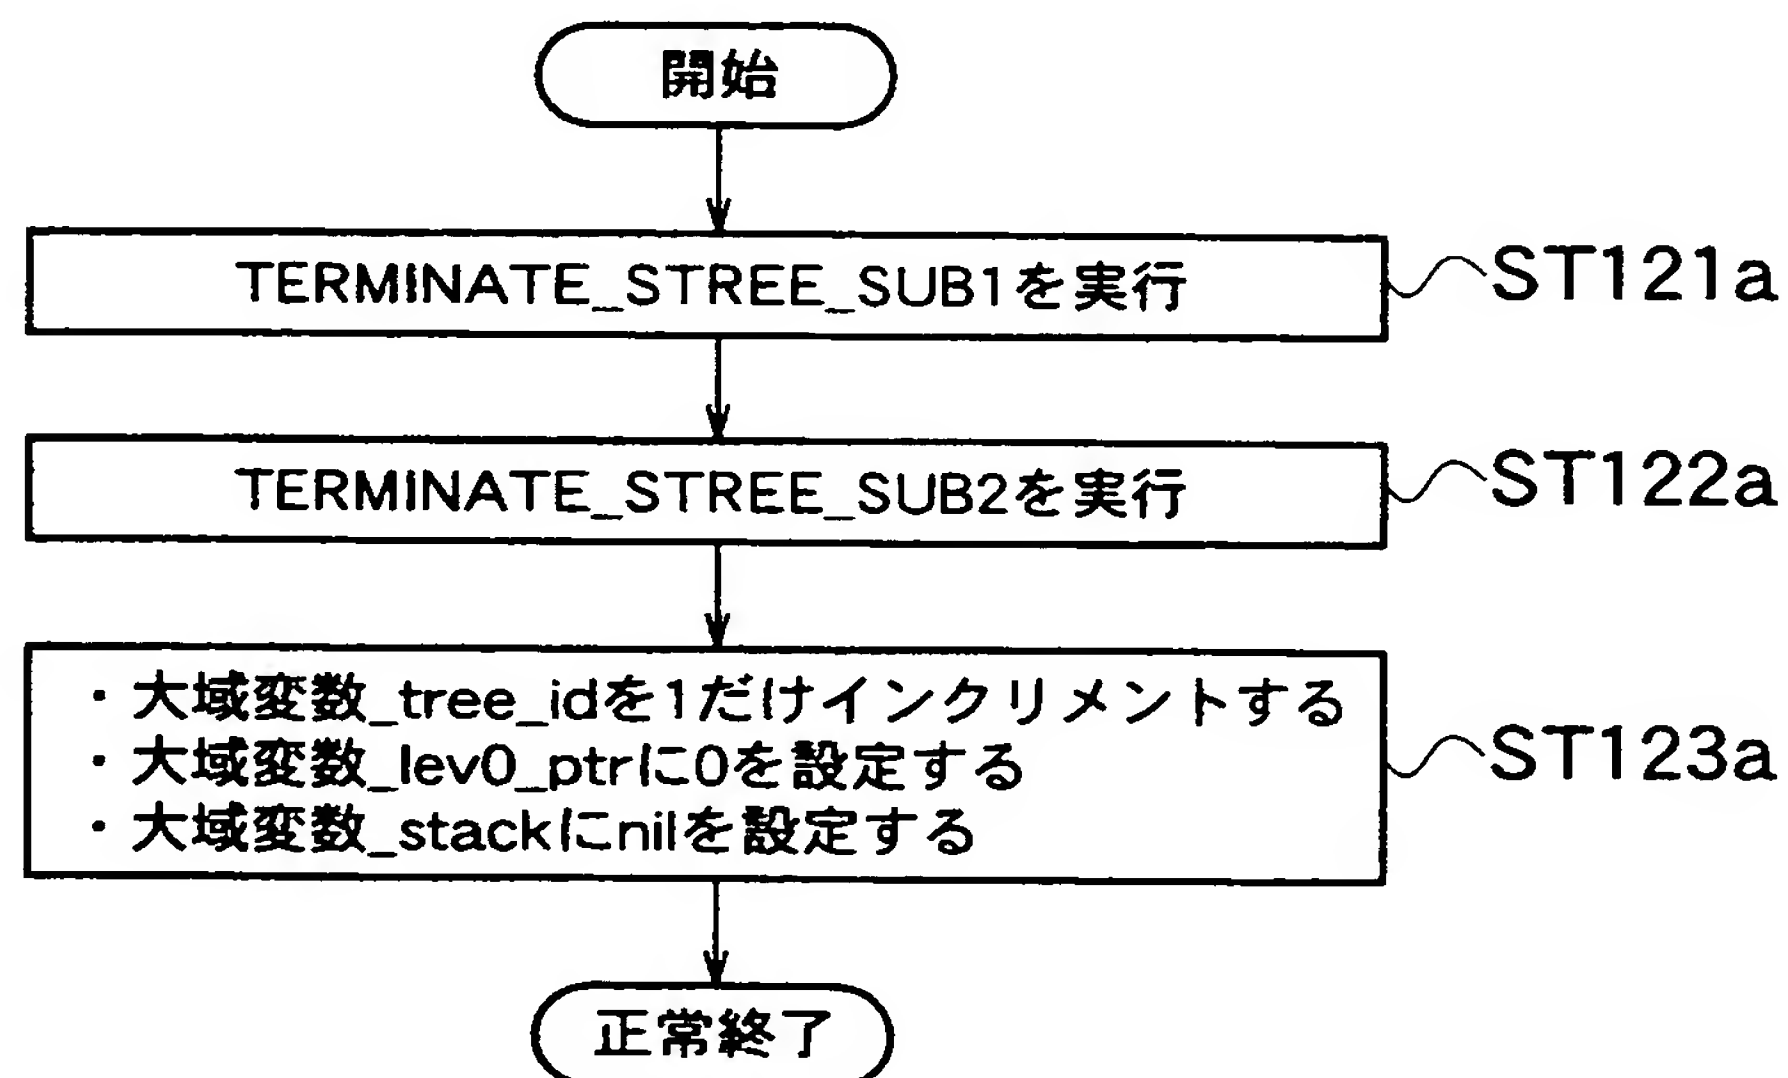 開始
TERMINATE_STREE_SUB1を実行
ST121a
TERMINATE_STREE_SUB2を実行
ST122a
・大域変数_tree_idを1だけインクリメントする
・大域変数_lev0_ptrに0を設定する
・大域変数_stackにnilを設定する
ST123a
正常終了